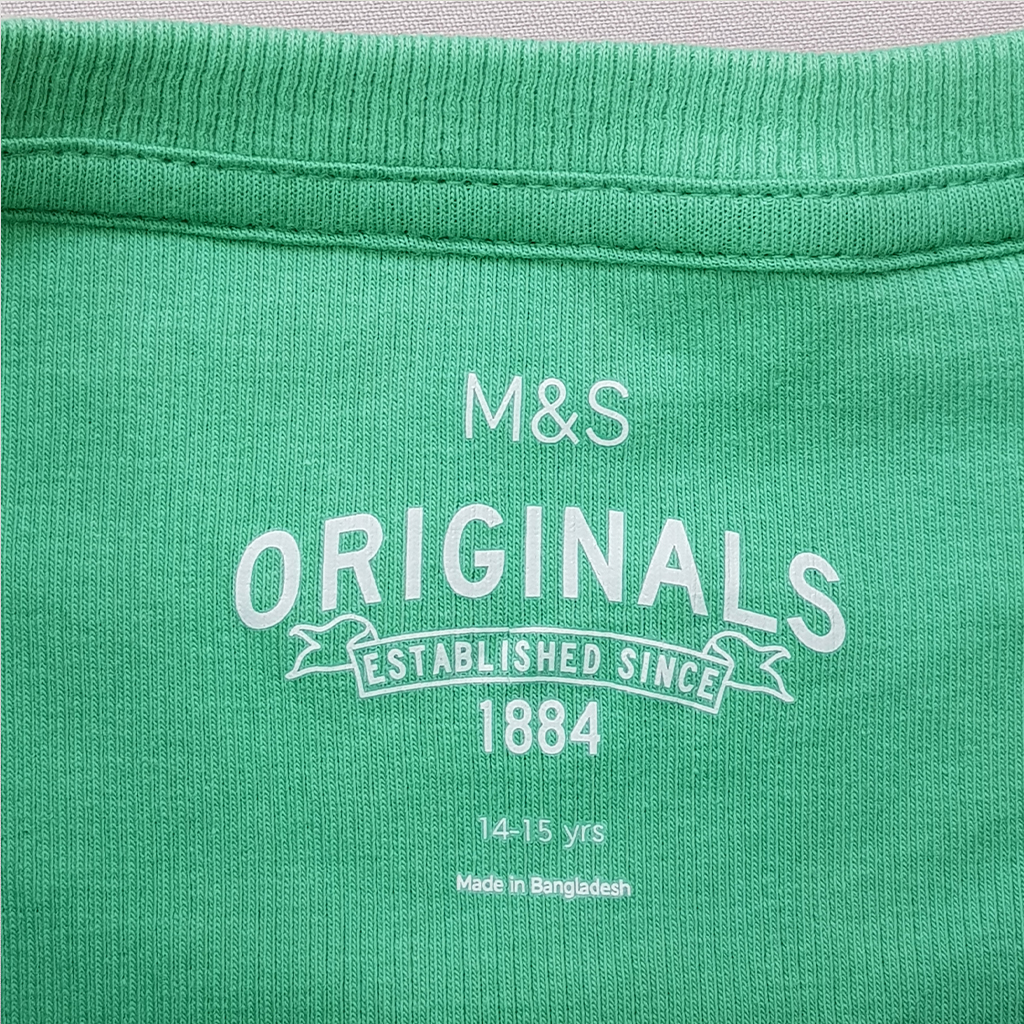 M&S
ORIGINALS
ESTABLISHED SINCE
1884
14-15 yrs
Made in Bangladesh